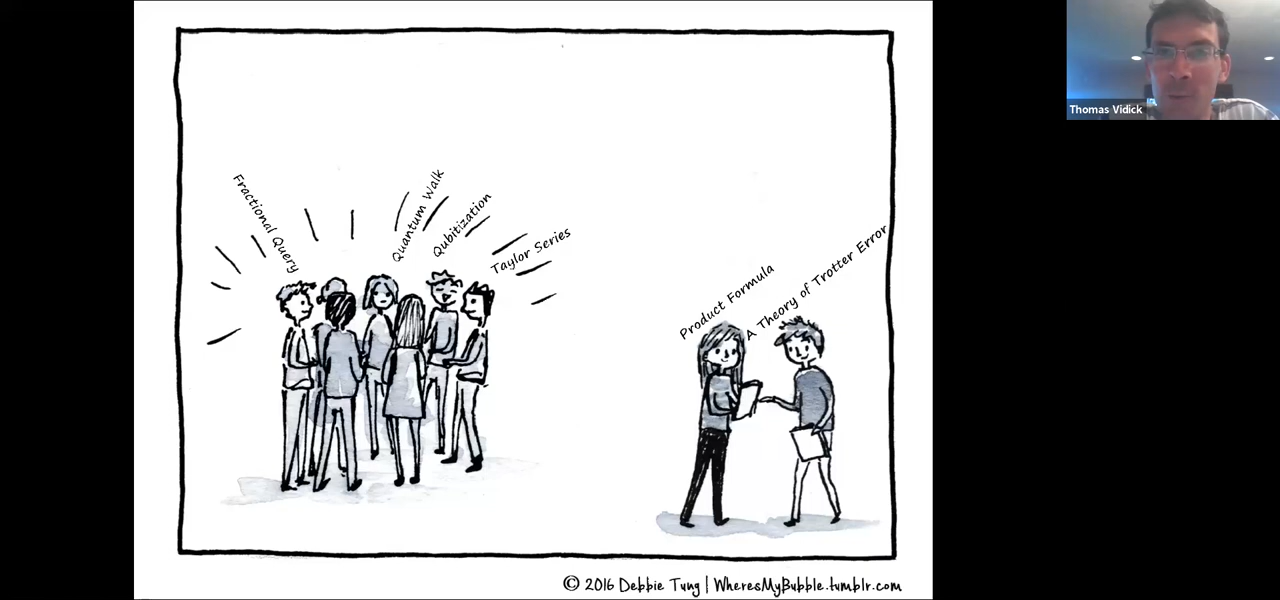 Thomas Vidick
Fractional Query
Quantum Walk
Qubitization
Taylor Series
Product Formula
A Theory of Trotter Error
© 2016 Debbie Tung | WheresMyBubble.tumblr.com